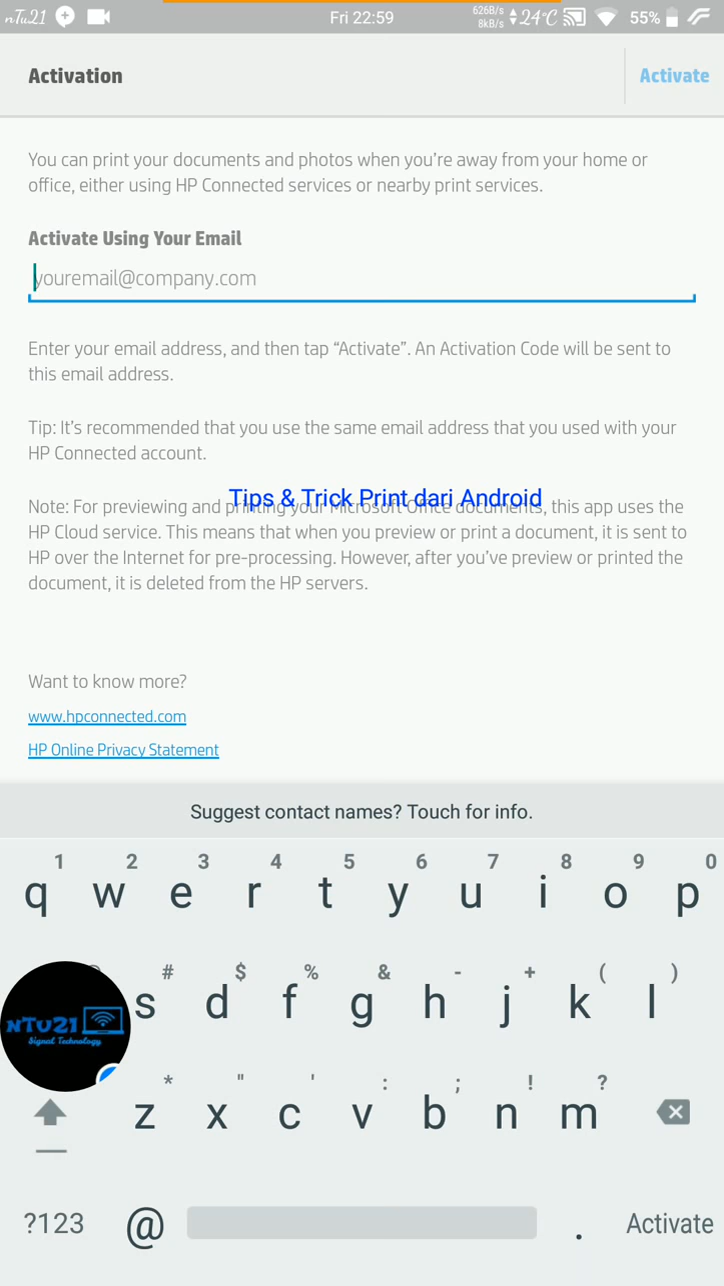 nTu21 Fri 22:59 626B/s 8kB/s 24°C 55%
Activation Activate
You can print your documents and photos when you’re away from your home or
office, either using HP Connected services or nearby print services.
Activate Using Your Email
youremail@company.com
Enter your email address, and then tap “Activate”. An Activation Code will be sent to
this email address.
Tip: It’s recommended that you use the same email address that you used with your
HP Connected account.
Tips & Trick Print dari Android
Note: For previewing and printing your Microsoft Office documents, this app uses the
HP Cloud service. This means that when you preview or print a document, it is sent to
HP over the Internet for pre-processing. However, after you’ve preview or printed the
document, it is deleted from the HP servers.
Want to know more?
www.hpconnected.com
HP Online Privacy Statement
Suggest contact names? Touch for info.
1 2 3 4 5 6 7 8 9 0
q w e r t y u i o p
# $ % & - + ( )
s d f g h j k l
NTU21
Signal Technology
* " ' : ; ! ?
z x c v b n m
?123 @ . Activate